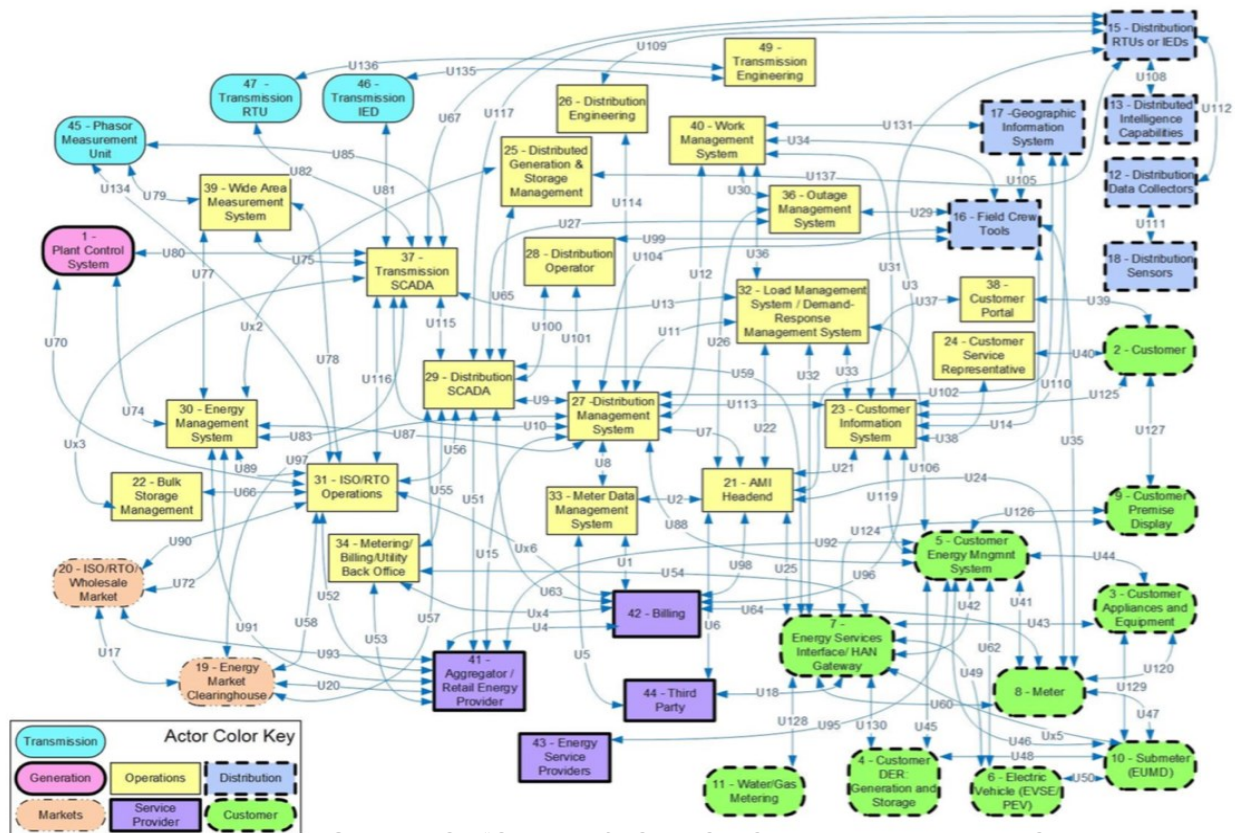 U109
49 -
Transmission
Engineering
15 - Distribution
RTUs or IEDs
U136
U135
47 -
Transmission
RTU
46 -
Transmission
IED
U67
U117
26 - Distribution
Engineering
U108
U112
17 -Geographic
Information
System
13 - Distributed
Intelligence
Capabilities
45 - Phasor
Measurement
Unit
40 - Work
Management
System
U131
U34
U85
U82
U81
25 - Distributed
Generation &
Storage
Management
U137
U105
12 - Distribution
Data Collectors
U134
U79
39 - Wide Area
Measurement
System
U30
36 - Outage
Management
System
U114
U27
U29
16 - Field Crew
Tools
U111
1 -
Plant Control
System
U80
U75
U77
37 -
Transmission
SCADA
28 - Distribution
Operator
U99
U104
U12
U36
U31
U3
18 - Distribution
Sensors
U65
U13
32 - Load Management
System / Demand-
Response
Management System
U37
38 -
Customer
Portal
U39
U70
Ux2
U78
U115
U100
U101
U11
U26
24 - Customer
Service
Representative
U40
2 - Customer
U116
29 - Distribution
SCADA
U59
U32
U33
U110
U74
30 - Energy
Management
System
U9
27 -Distribution
Management
System
U113
U102
U125
23 - Customer
Information
System
U14
U127
Ux3
U83
U87
U10
U7
U22
U38
U35
U97
U89
U56
U8
U21
U106
22 - Bulk
Storage
Management
U66
31 - ISO/RTO
Operations
U55
U51
33 - Meter Data
Management
System
U2
21 - AMI
Headend
U119
U24
9 - Customer
Premise
Display
U126
U90
34 - Metering/
Billing/Utility
Back Office
Ux6
U15
U88
U124
U92
5 - Customer
Energy Mngmnt
System
U44
20 - ISO/RTO/
Wholesale
Market
U72
U1
U98
U25
U96
U54
U52
U63
Ux4
42 - Billing
U64
U42
U41
3 - Customer
Appliances and
Equipment
U91
U58
U53
U57
U4
U6
7 -
Energy Services
Interface/ HAN
Gateway
U43
U62
U17
U93
U5
U120
19 - Energy
Market
Clearinghouse
U20
41 -
Aggregator /
Retail Energy
Provider
44 - Third
Party
U18
U49
8 - Meter
U129
U60
U47
U128
U95
U130
U45
Ux5
U46
U48
Actor Color Key
Transmission
43 - Energy
Service
Providers
11 - Water/Gas
Metering
4 - Customer
DER:
Generation and
Storage
6 - Electric
Vehicle (EVSE/
PEV)
U50
10 - Submeter
(EUMD)
Generation
Operations
Distribution
Markets
Service
Provider
Customer